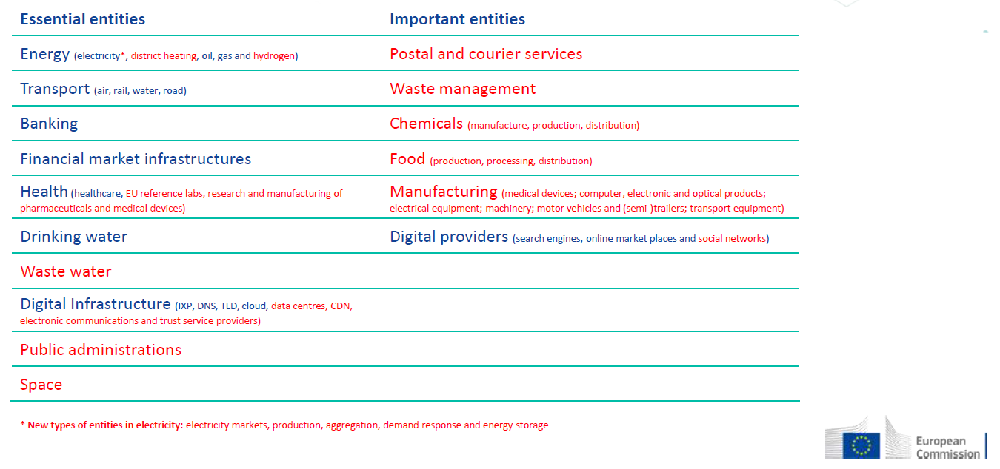 Essential entities
Important entities
Energy (electricity*, district heating, oil, gas and hydrogen)
Postal and courier services
Transport (air, rail, water, road)
Waste management
Banking
Chemicals (manufacture, production, distribution)
Financial market infrastructures
Food (production, processing, distribution)
Health (healthcare, EU reference labs, research and manufacturing of
pharmaceuticals and medical devices)
Manufacturing (medical devices; computer, electronic and optical products;
electrical equipment; machinery; motor vehicles and (semi-)trailers; transport equipment)
Drinking water
Digital providers (search engines, online market places and social networks)
Waste water
Digital Infrastructure (IXP, DNS, TLD, cloud, data centres, CDN,
electronic communications and trust service providers)
Public administrations
Space
* New types of entities in electricity: electricity markets, production, aggregation, demand response and energy storage
European
Commission